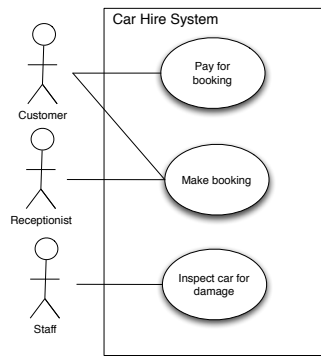 Car Hire System
Pay for
booking
Customer
Make booking
Receptionist
Inspect car for
damage
Staff